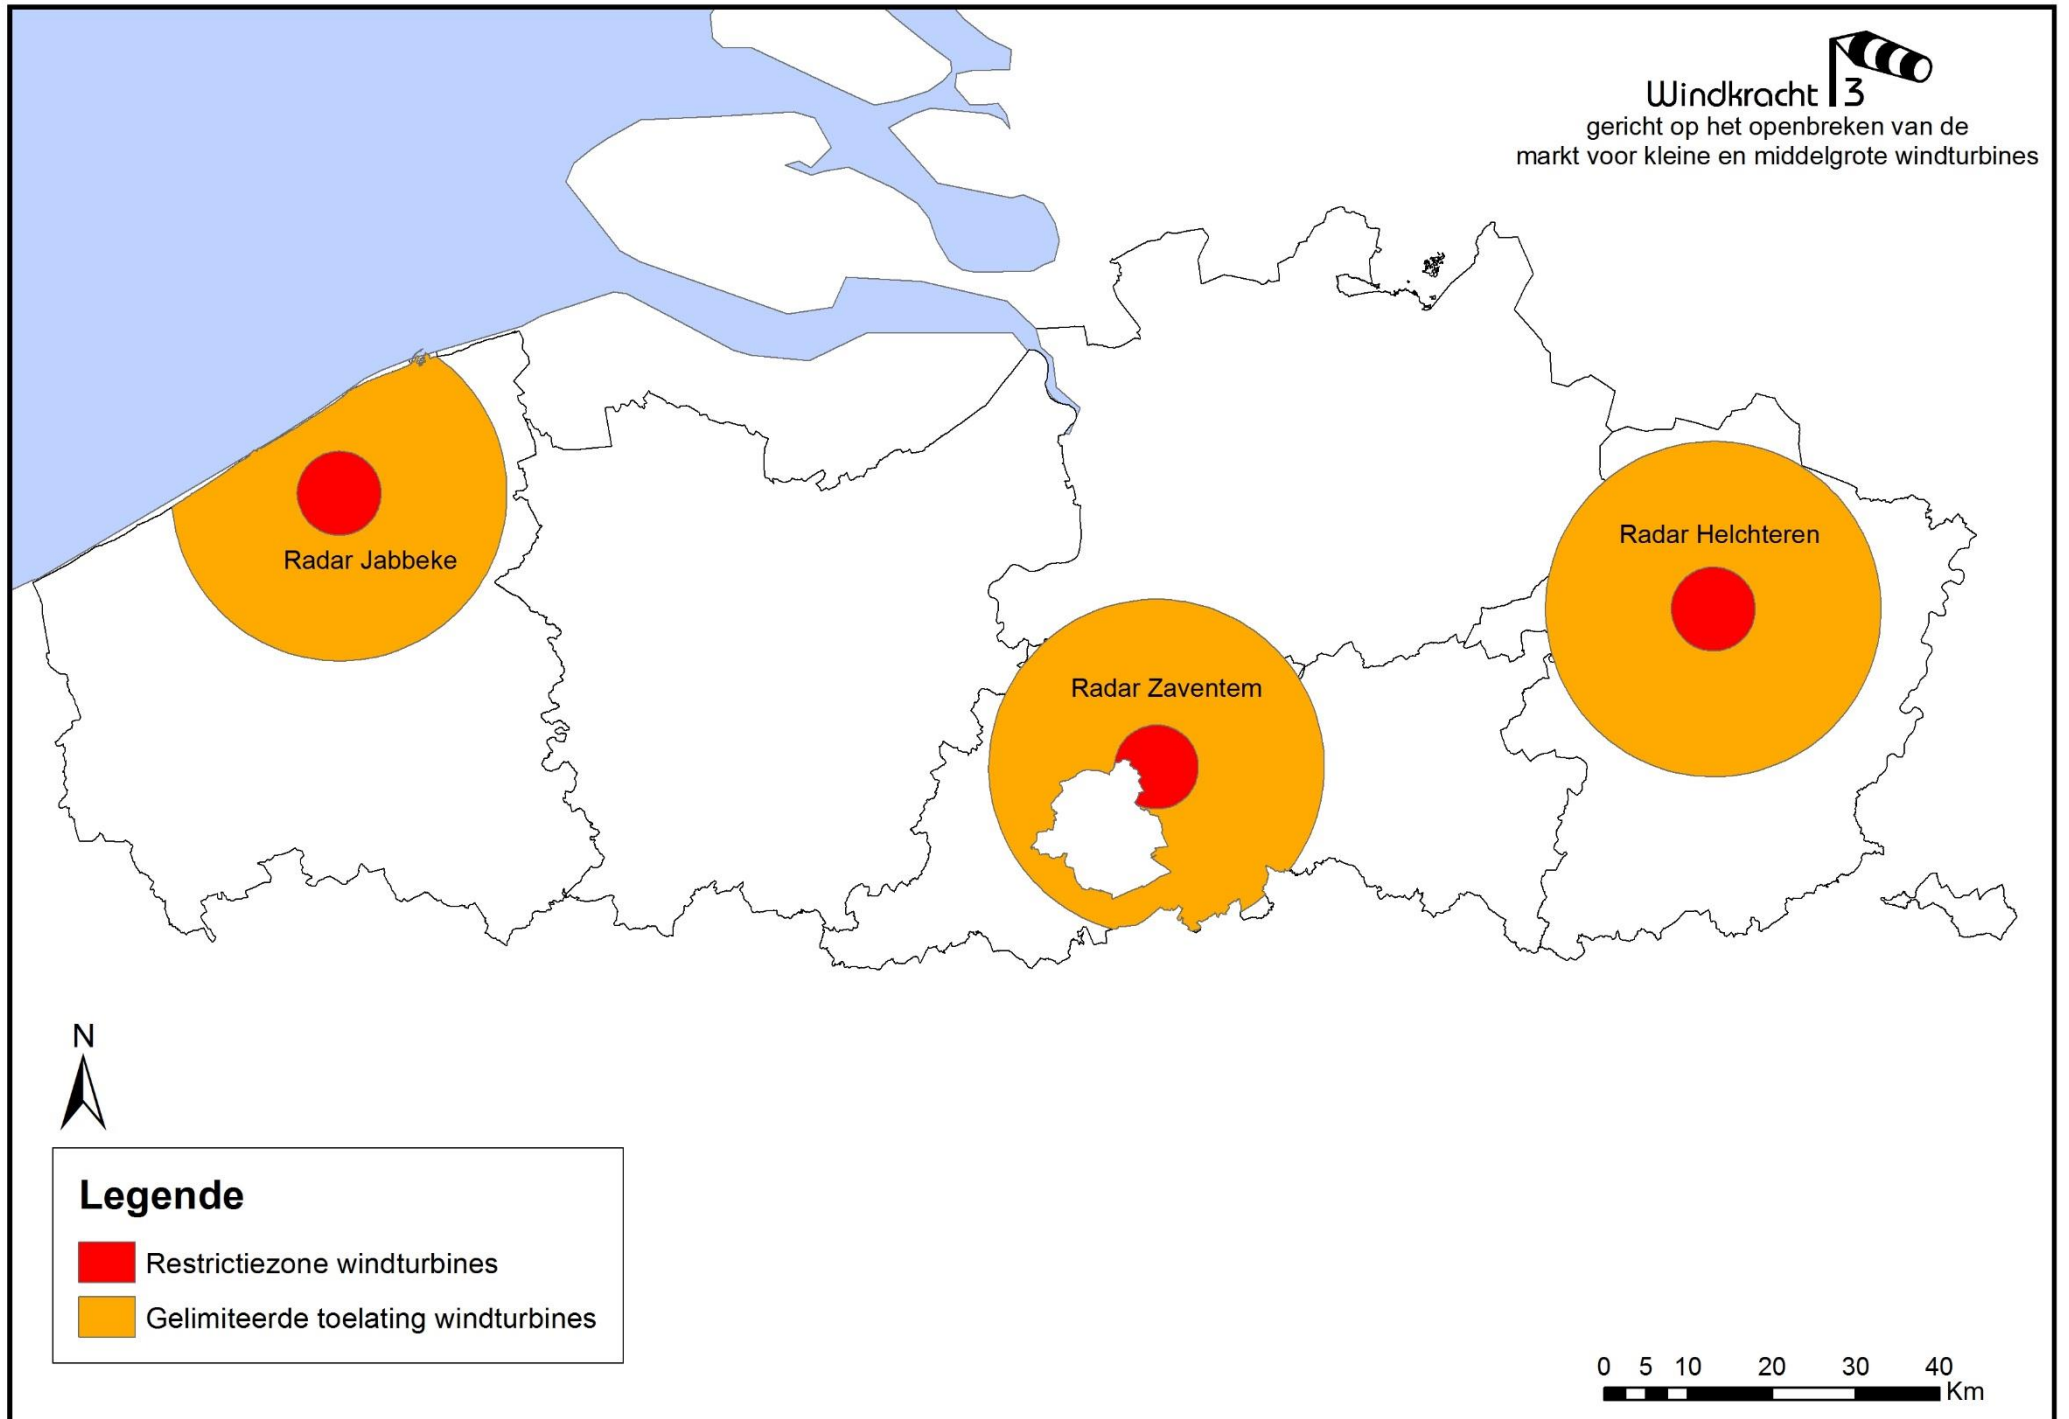 Windkracht 13
gericht op het openbreken van de
markt voor kleine en middelgrote windturbines
Radar Jabbeke
Radar Helchteren
Radar Zaventem
N
Legende
Restrictiezone windturbines
Gelimiteerde toelating windturbines
0 5 10 20 30 40
Km